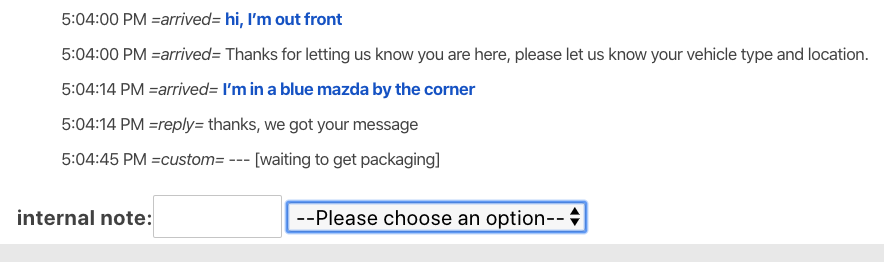 5:04:00 PM =arrived= hi, I'm out front
5:04:00 PM =arrived= Thanks for letting us know you are here, please let us know your vehicle type and location.
5:04:14 PM =arrived= I'm in a blue mazda by the corner
5:04:14 PM =reply= thanks, we got your message
5:04:45 PM =custom= --- [waiting to get packaging]
internal note: --Please choose an option--